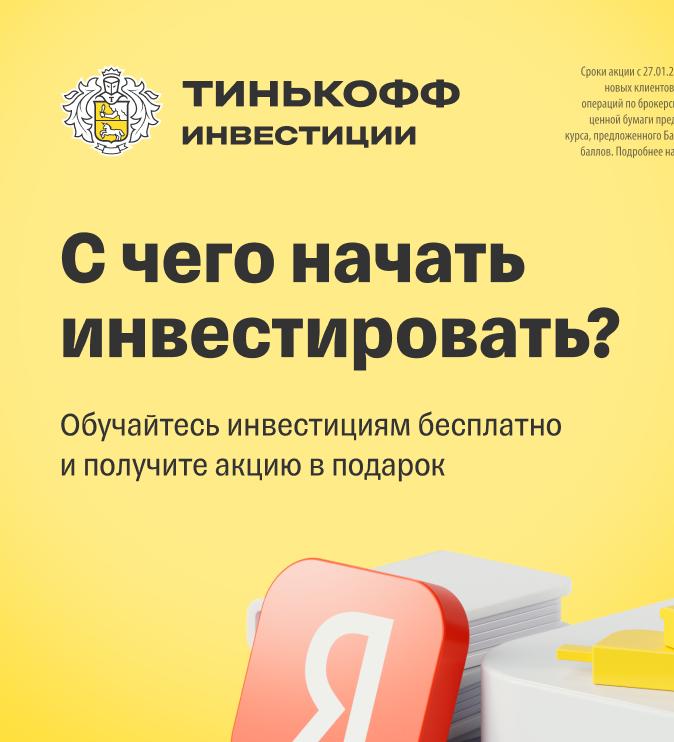 ТИНЬКОФФ
ИНВЕСТИЦИИ
Сроки акции с 27.01.2
новых клиентов
операций по брокерс
ценной бумаги пред
курса, предложенного Ба
баллов. Подробнее на
С чего начать
инвестировать?
Обучайтесь инвестициям бесплатно
и получите акцию в подарок
Я